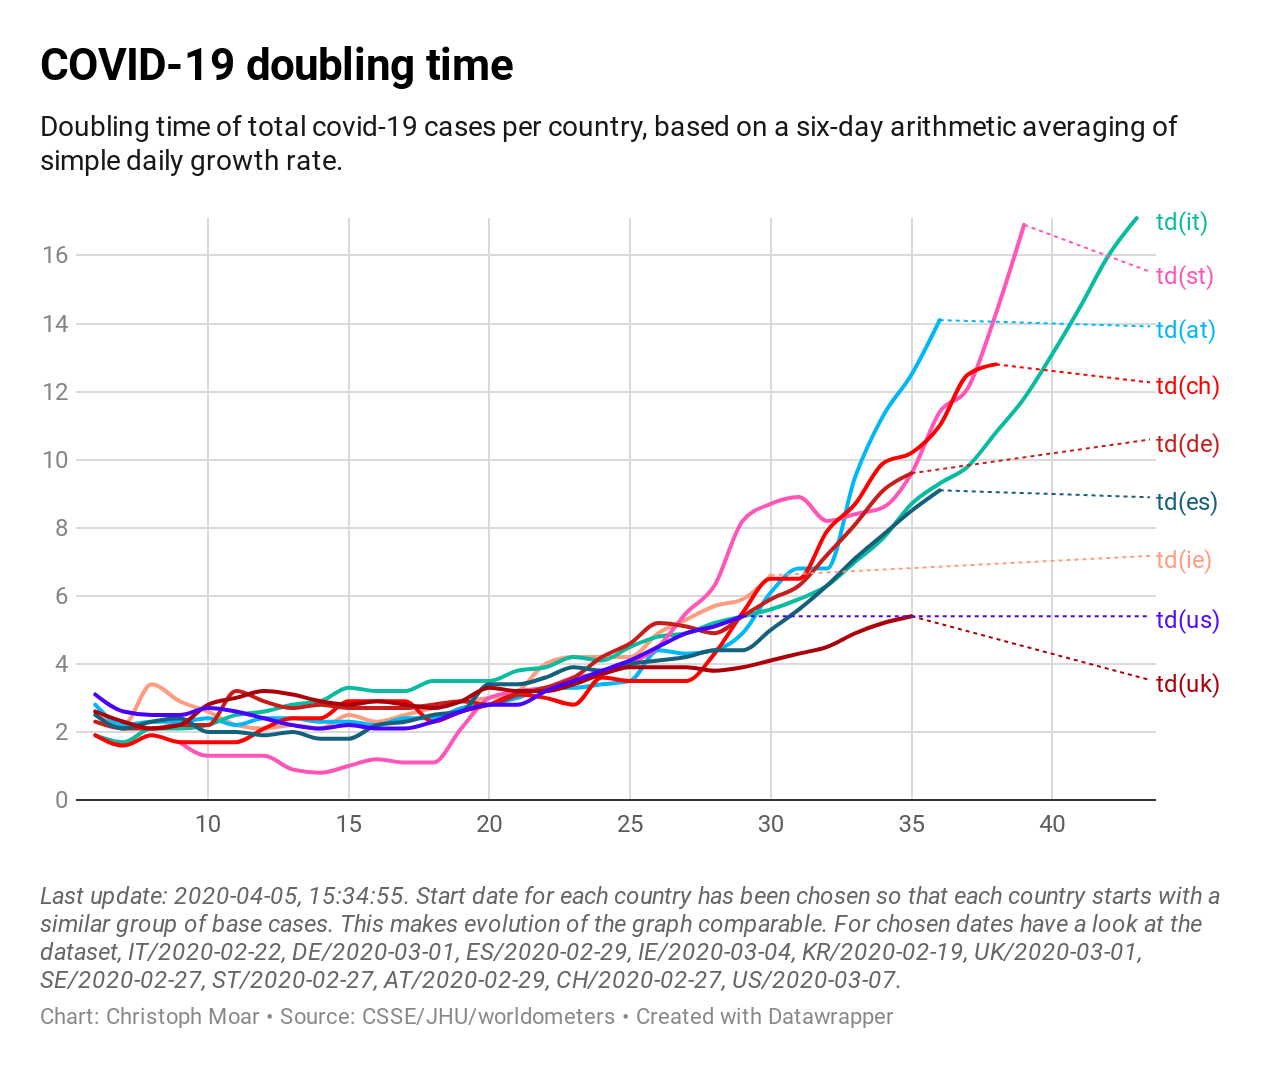 COVID-19 doubling time
Doubling time of total covid-19 cases per country, based on a six-day arithmetic averaging of
simple daily growth rate.
td(it)
16
td(st)
14
td(at)
12
td(ch)
10
td(de)
8
td(es)
td(ie)
6
td(us)
4
td(uk)
2
0
10 15 20 25 30 35 40
Last update: 2020-04-05, 15:34:55. Start date for each country has been chosen so that each country starts with a
similar group of base cases. This makes evolution of the graph comparable. For chosen dates have a look at the
dataset, IT/2020-02-22, DE/2020-03-01, ES/2020-02-29, IE/2020-03-04, KR/2020-02-19, UK/2020-03-01,
SE/2020-02-27, ST/2020-02-27, AT/2020-02-29, CH/2020-02-27, US/2020-03-07.
Chart: Christoph Moar • Source: CSSE/JHU/worldometers • Created with Datawrapper